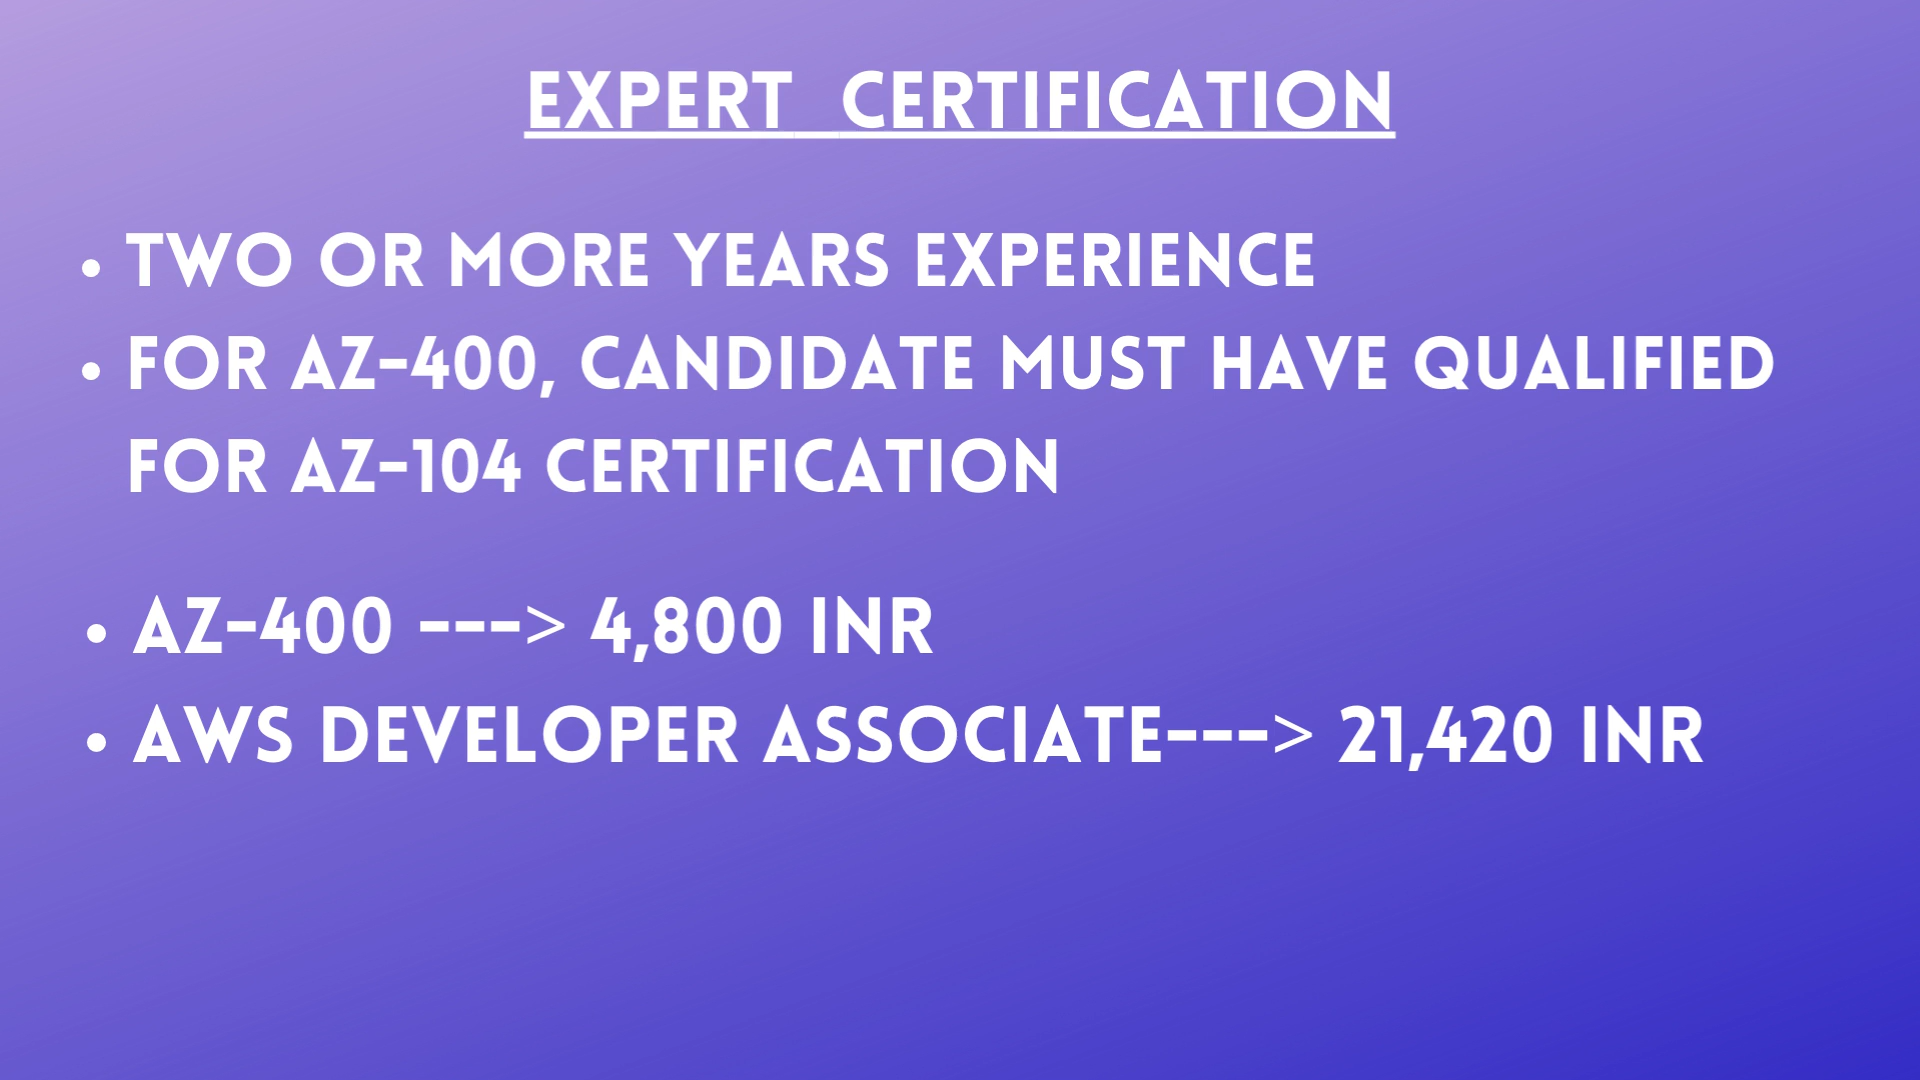 EXPERT CERTIFICATION
• TWO OR MORE YEARS EXPERIENCE
• FOR AZ-400, CANDIDATE MUST HAVE QUALIFIED
FOR AZ-104 CERTIFICATION
• AZ-400 ---> 4,800 INR
• AWS DEVELOPER ASSOCIATE---> 21,420 INR